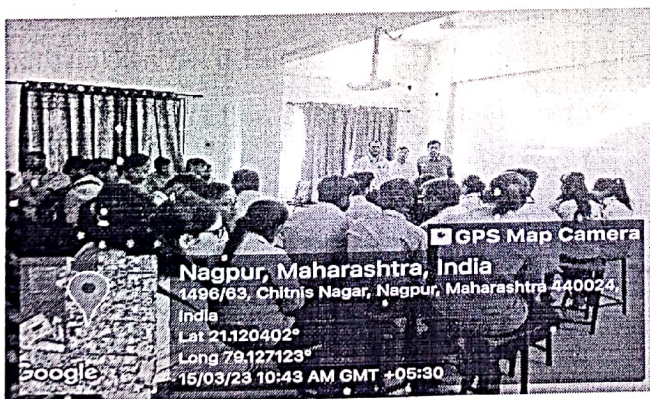 GPS Map Camera
Nagpur, Maharashtra, India
1496/63, Chitnis Nagar, Nagpur, Maharashtra 440024,
India
Lat 21.120402°
Long 79.127123°
15/03/23 10:43 AM GMT +05:30
Google